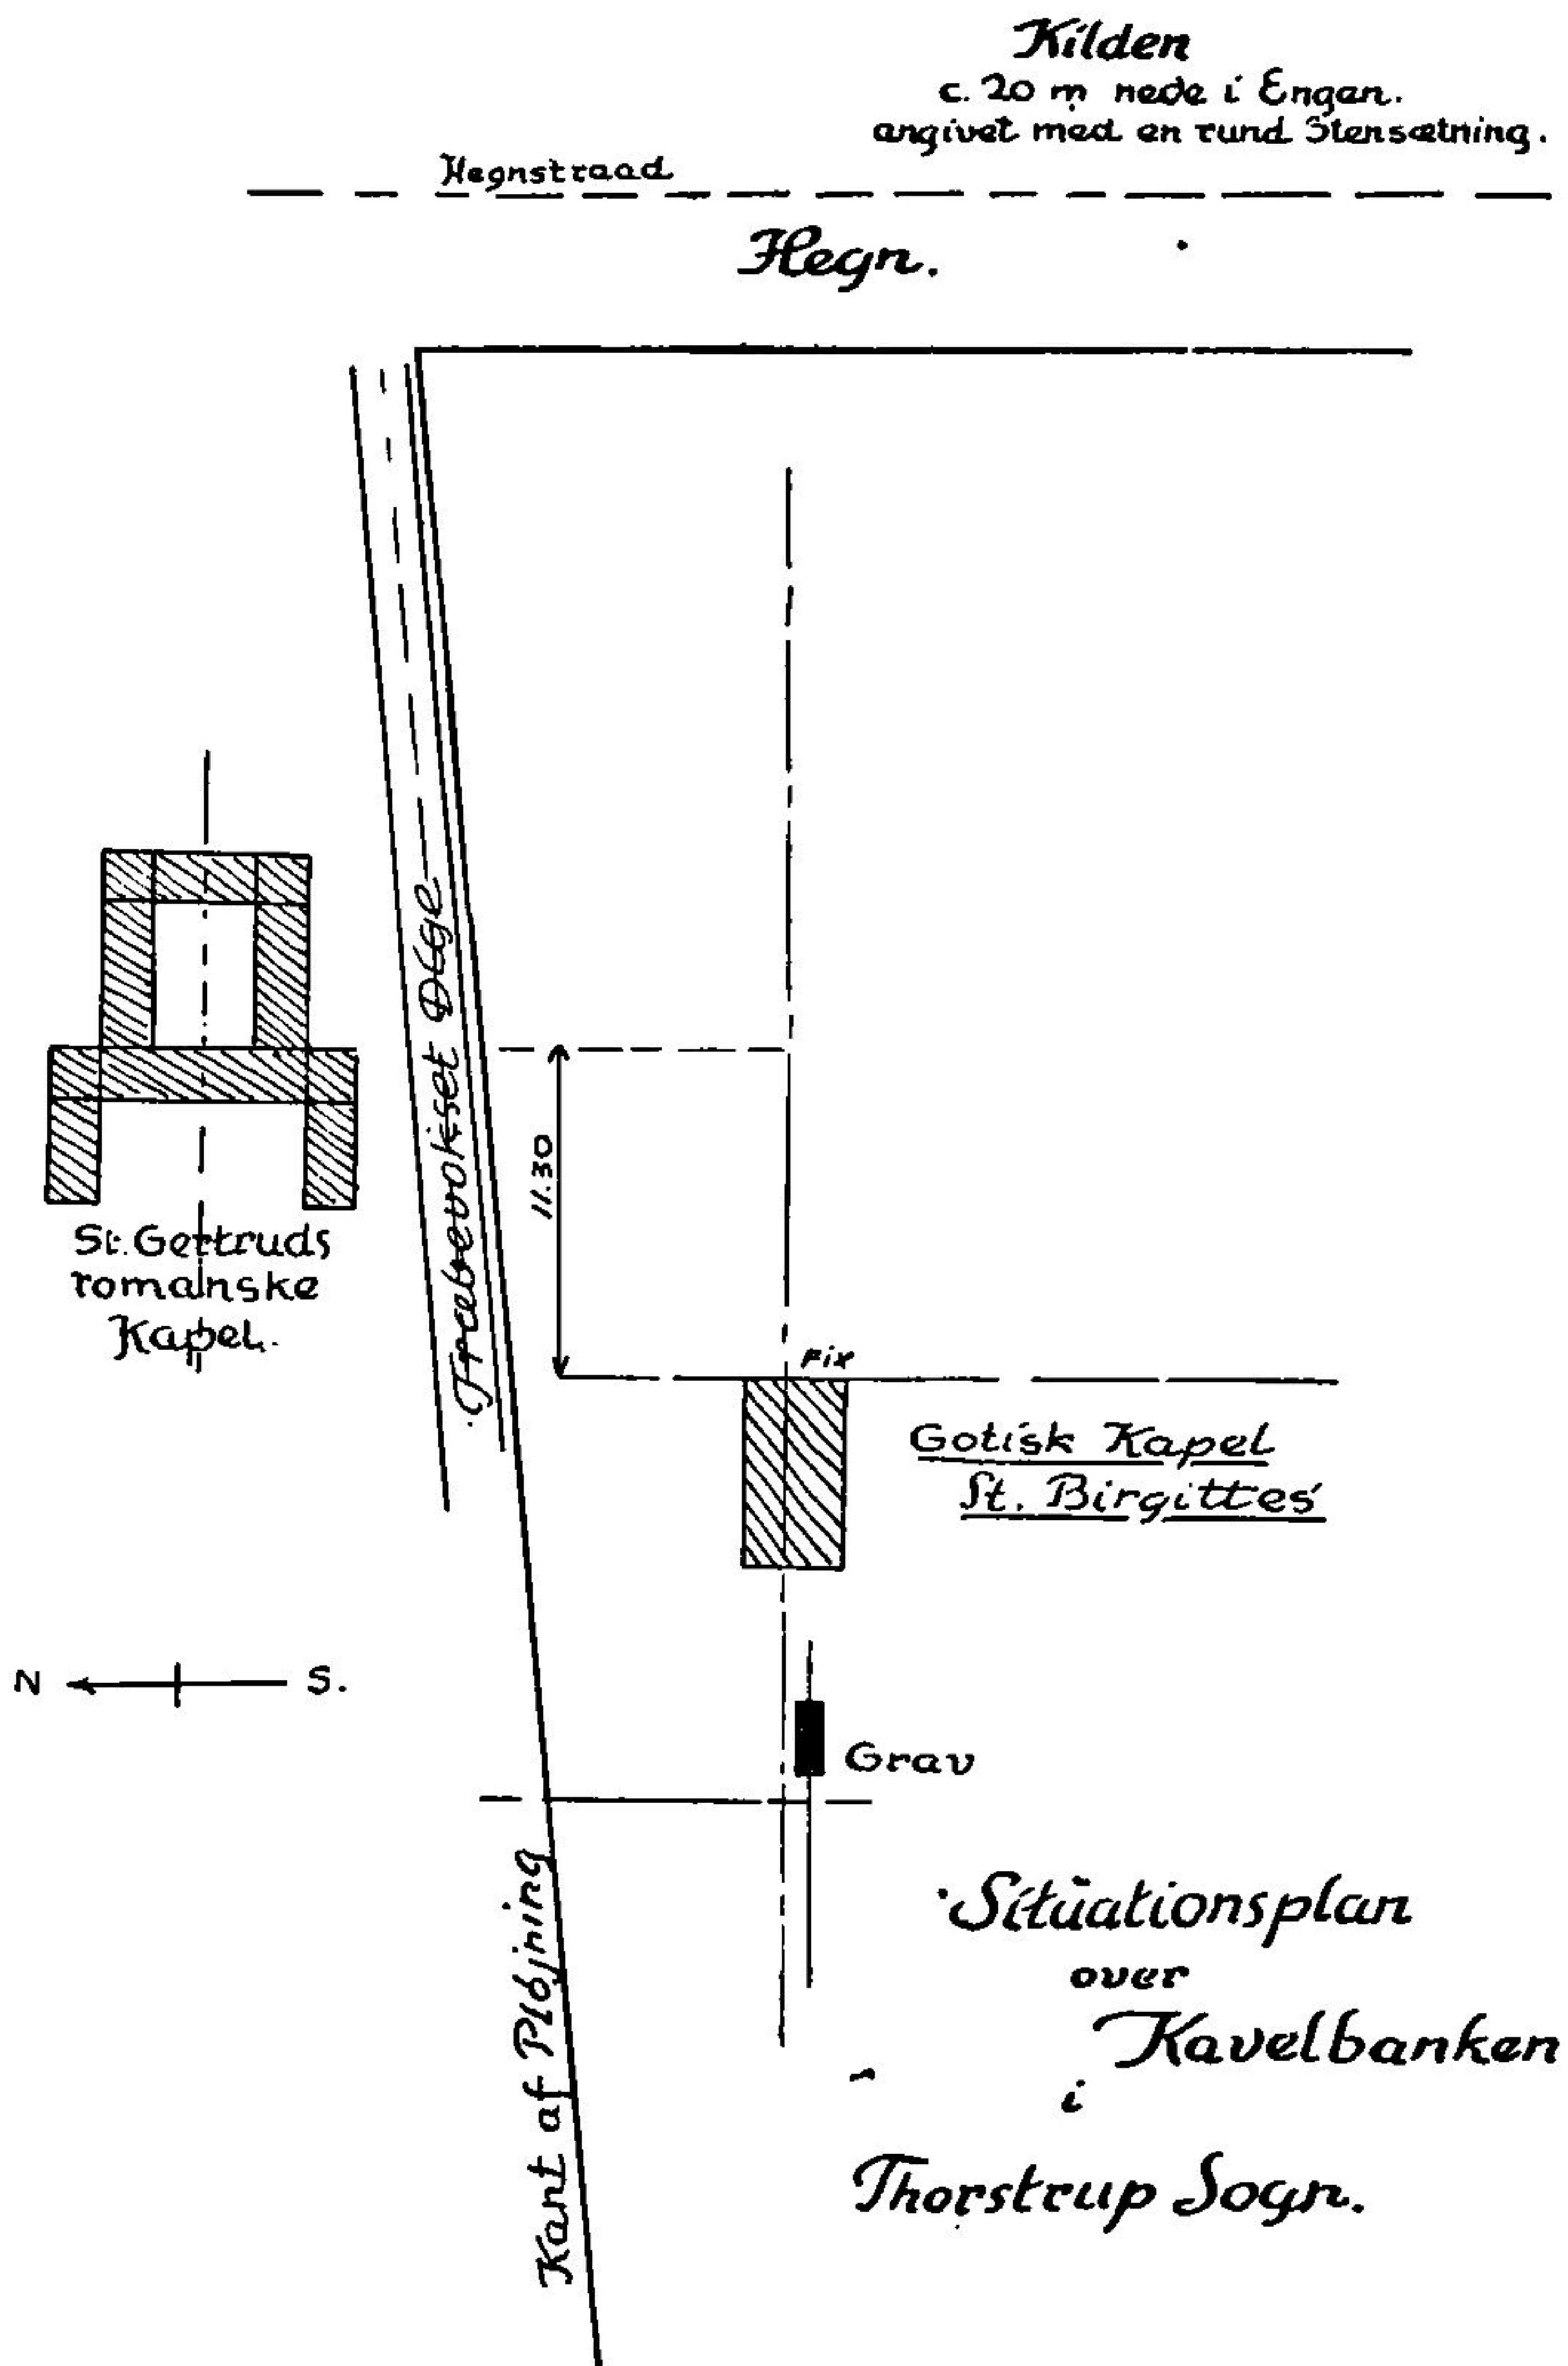 Kilden
c. 20 m nede i Engen.
angivet med en rund Stensætning.
Hegnstraad
Hegn.
Træbevokset Dige
11.30
St. Gertruds
romanske
Kapel.
Fix
Gotisk Kapel
St. Birgittes
N
S.
Grav
Kant af Pløjning
Situationsplan
over
Kavelbanken
i
Thorstrup Sogn.